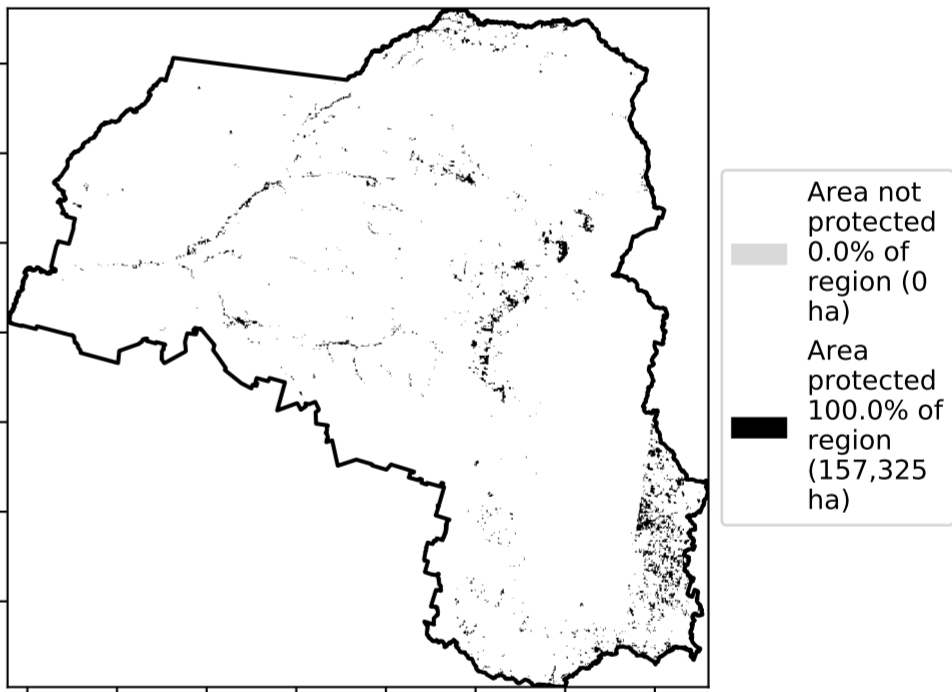 Area not
protected
0.0% of
region (0
ha)
Area
protected
100.0% of
region
(157,325
ha)